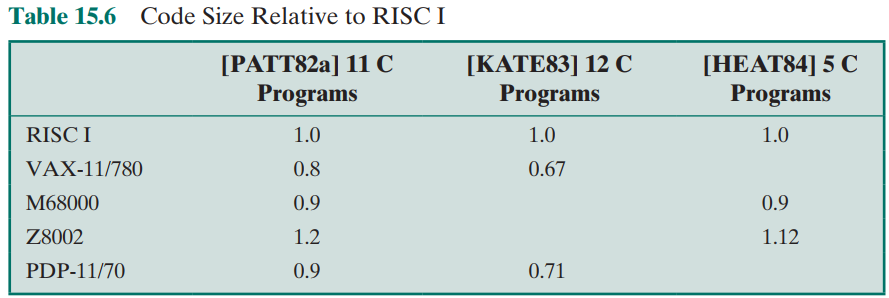 Table 15.6 Code Size Relative to RISC I
[PATT82a] 11 C Programs [KATE83] 12 C Programs [HEAT84] 5 C Programs
RISC I 1.0 1.0 1.0
VAX-11/780 0.8 0.67
M68000 0.9 0.9
Z8002 1.2 1.12
PDP-11/70 0.9 0.71